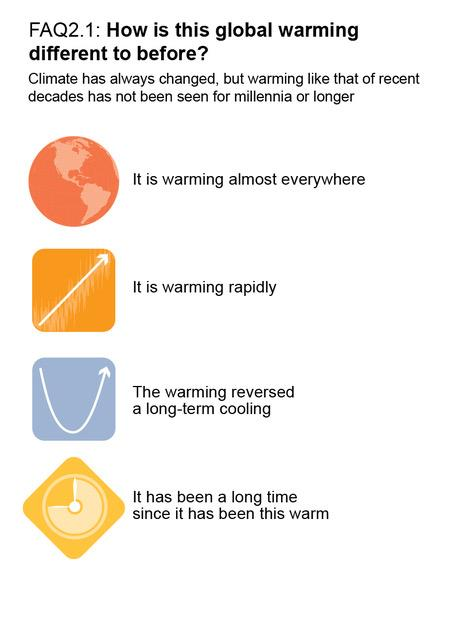 FAQ2.1: How is this global warming
different to before?
Climate has always changed, but warming like that of recent
decades has not been seen for millennia or longer
It is warming almost everywhere
It is warming rapidly
The warming reversed
a long-term cooling
It has been a long time
since it has been this warm